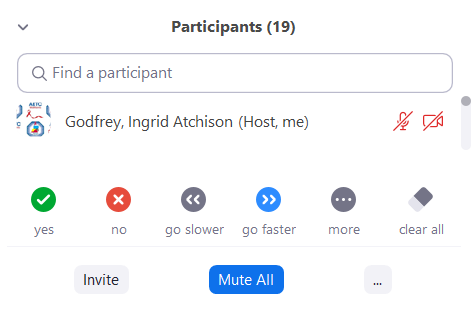 Participants (19)
Find a participant
AETC
Godfrey, Ingrid Atchison (Host, me)
yes no go slower go faster more clear all
Invite Mute All ...